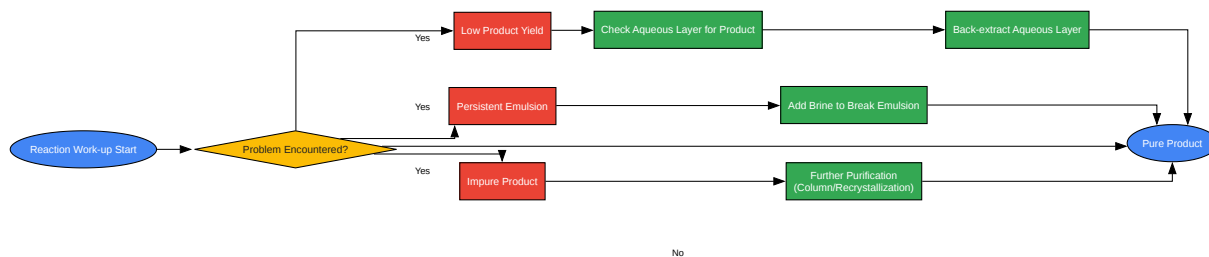 Low Product Yield
Check Aqueous Layer for Product
Back-extract Aqueous Layer
Yes
Persistent Emulsion
Add Brine to Break Emulsion
Yes
Reaction Work-up Start
Problem Encountered?
Pure Product
Yes
Impure Product
Further Purification
(Column/Recrystallization)
No